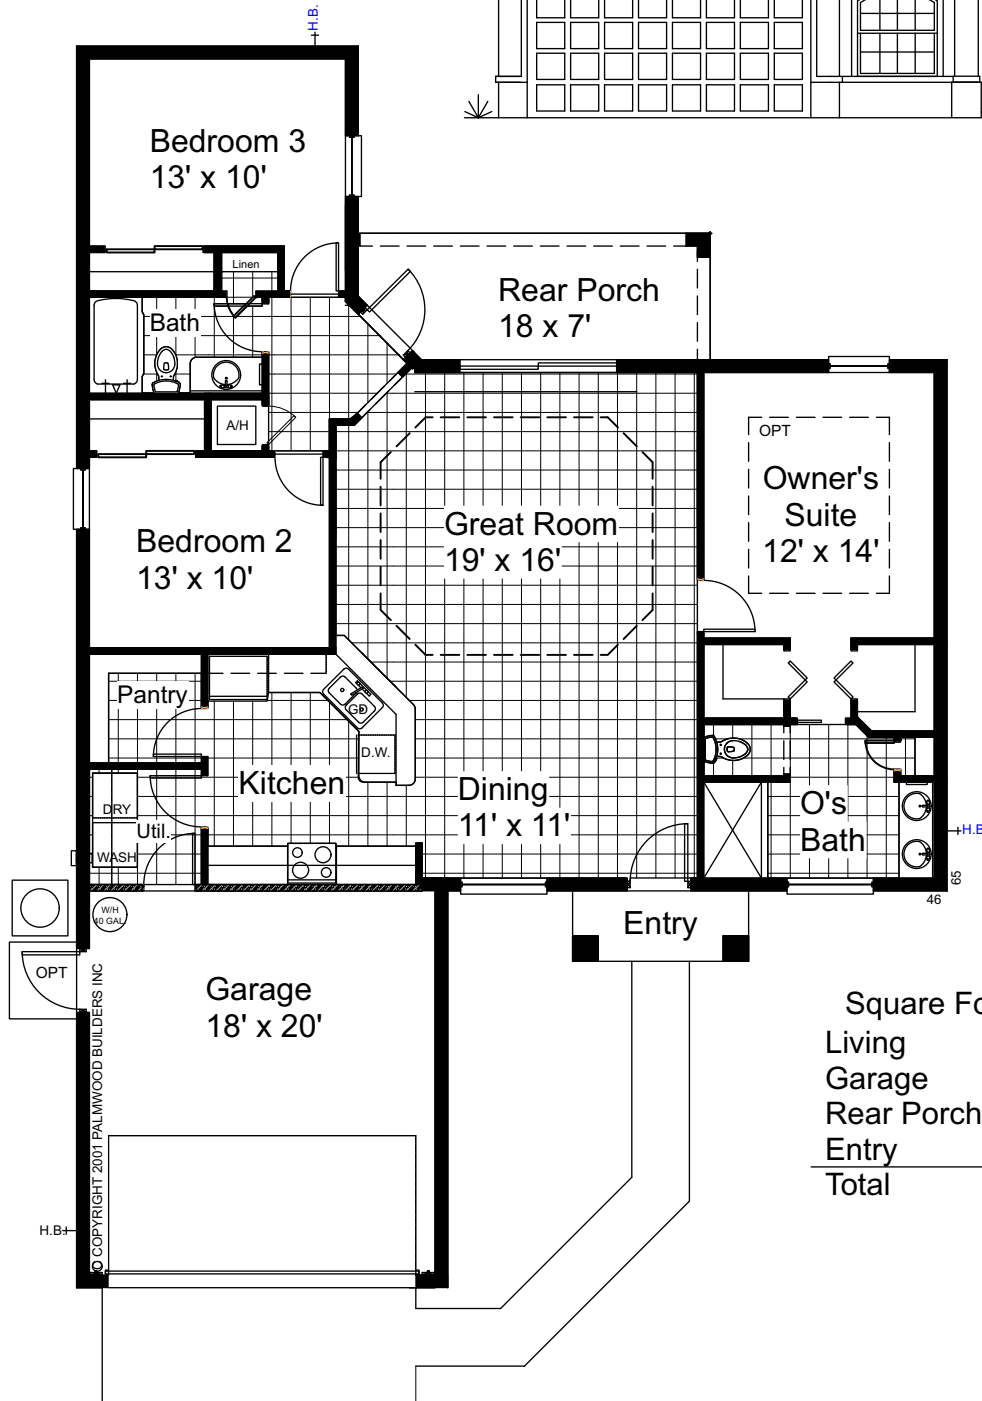 H.B.
Bedroom 3
13' x 10'
Linen
Rear Porch
18 x 7'
Bath
A/H
OPT
Owner's
Suite
12' x 14'
Great Room
19' x 16'
Bedroom 2
13' x 10'
Pantry
GD
D.W.
Kitchen
Dining
11' x 11'
O's
Bath
DRY
Util.
WASH
H.B
65
46
W/H
40 GAL
Entry
OPT
Garage
18' x 20'
© COPYRIGHT 2001 PALMWOOD BUILDERS INC
H.B.
Square Fo
Living
Garage
Rear Porch
Entry
Total